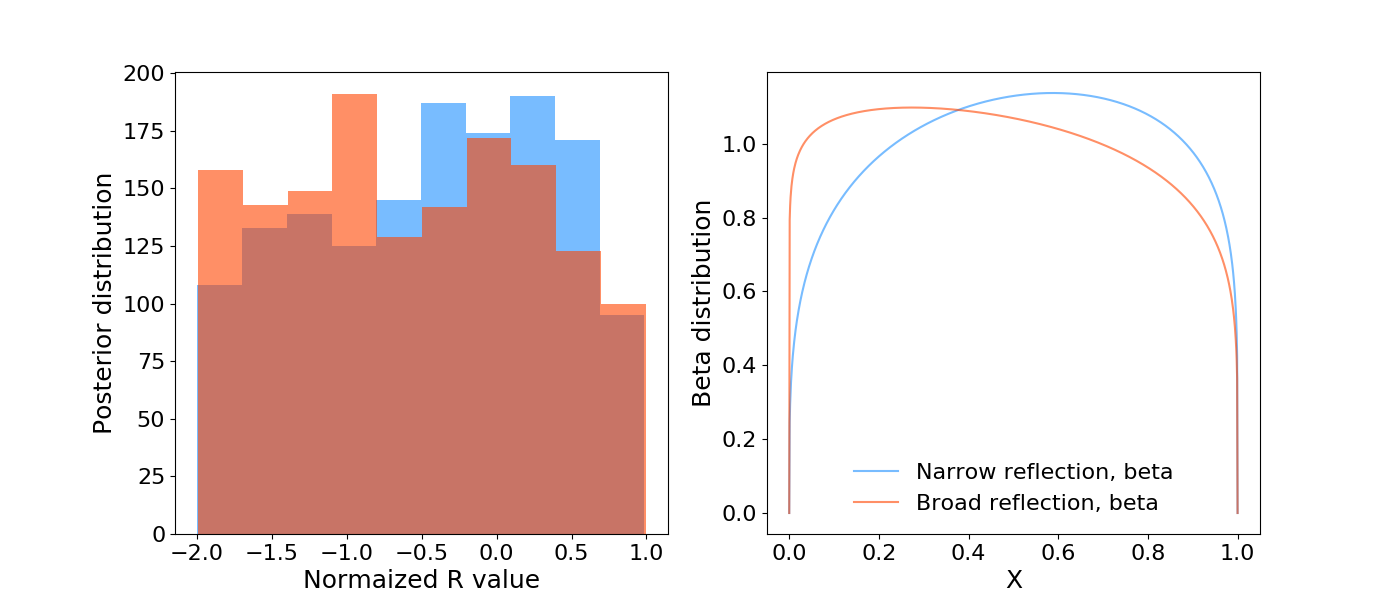 Posterior distribution
200
175
150
125
100
75
50
25
0
−2.0 −1.5 −1.0 −0.5 0.0 0.5 1.0
Normaized R value
Beta distribution
1.0
0.8
0.6
0.4
0.2
0.0
Narrow reflection, beta
Broad reflection, beta
0.0 0.2 0.4 0.6 0.8 1.0
X